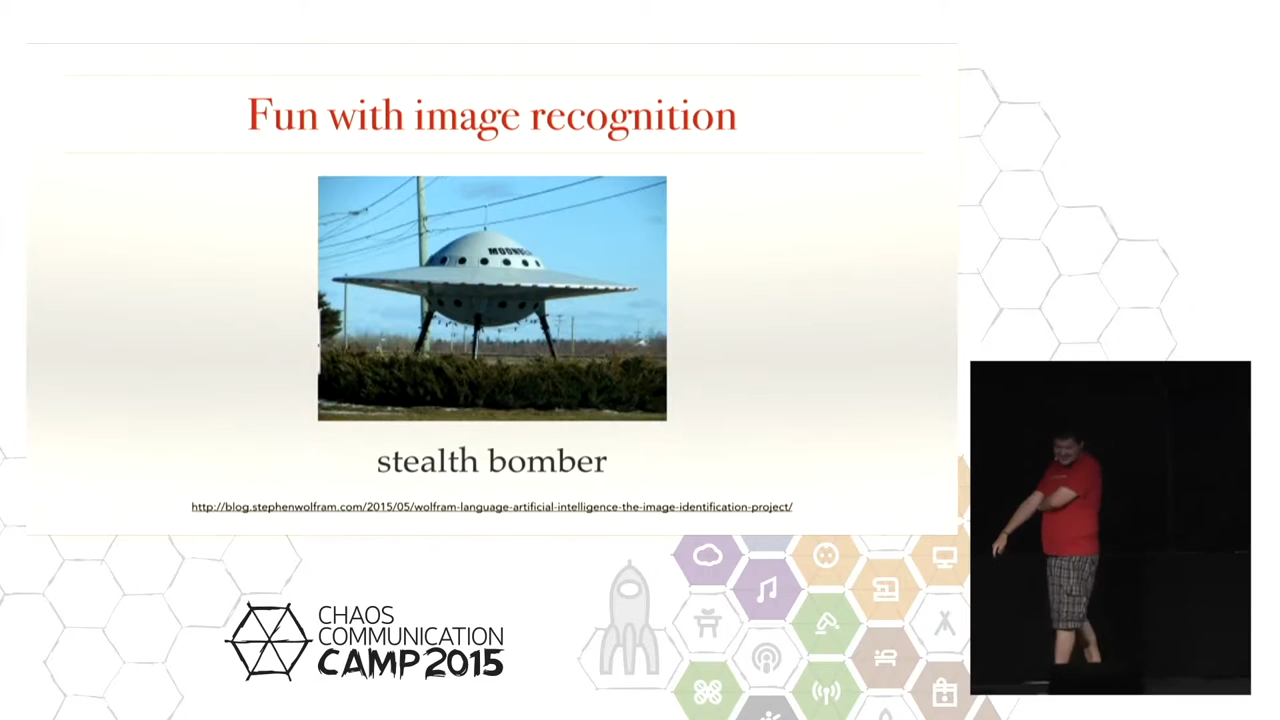 Fun with image recognition
stealth bomber
http://blog.stephenwolfram.com/2015/05/wolfram-language-artificial-intelligence-the-image-identification-project/
CHAOS
COMMUNICATION
CAMP 2015